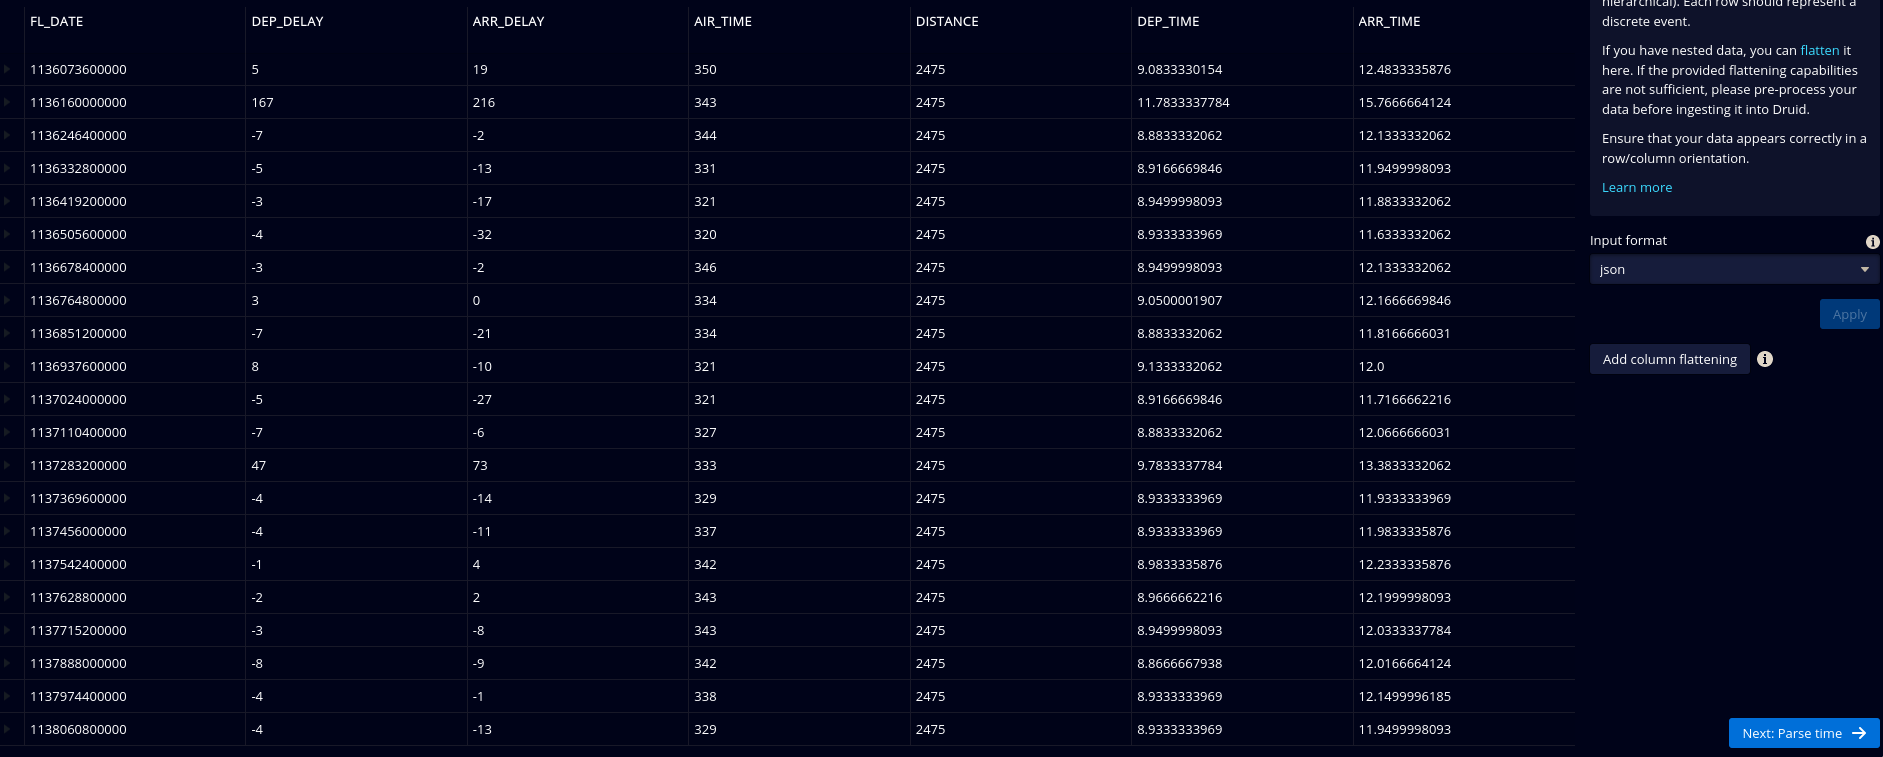 FL_DATE DEP_DELAY ARR_DELAY AIR_TIME DISTANCE DEP_TIME ARR_TIME
1136073600000 5 19 350 2475 9.0833330154 12.4833335876
1136160000000 167 216 343 2475 11.7833337784 15.7666664124
1136246400000 -7 -2 344 2475 8.8833332062 12.1333332062
1136332800000 -5 -13 331 2475 8.9166669846 11.9499998093
1136419200000 -3 -17 321 2475 8.9499998093 11.8833332062
1136505600000 -4 -32 320 2475 8.9333333969 11.6333332062
1136678400000 -3 -2 346 2475 8.9499998093 12.1333332062
1136764800000 3 0 334 2475 9.0500001907 12.1666669846
1136851200000 -7 -21 334 2475 8.8833332062 11.8166666031
1136937600000 8 -10 321 2475 9.1333332062 12.0
1137024000000 -5 -27 321 2475 8.9166669846 11.7166662216
1137110400000 -7 -6 327 2475 8.8833332062 12.0666666031
1137283200000 47 73 333 2475 9.7833337784 13.3833332062
1137369600000 -4 -14 329 2475 8.9333333969 11.9333333969
1137456000000 -4 -11 337 2475 8.9333333969 11.9833335876
1137542400000 -1 4 342 2475 8.9833335876 12.2333335876
1137628800000 -2 2 343 2475 8.9666662216 12.1999998093
1137715200000 -3 -8 343 2475 8.9499998093 12.0333337784
1137888000000 -8 -9 342 2475 8.8666667938 12.0166664124
1137974400000 -4 -1 338 2475 8.9333333969 12.1499996185
1138060800000 -4 -13 329 2475 8.9333333969 11.9499998093
hierarchical). Each row should represent a
discrete event.
If you have nested data, you can flatten it
here. If the provided flattening capabilities
are not sufficient, please pre-process your
data before ingesting it into Druid.
Ensure that your data appears correctly in a
row/column orientation.
Learn more
Input format
json
Apply
Add column flattening
Next: Parse time